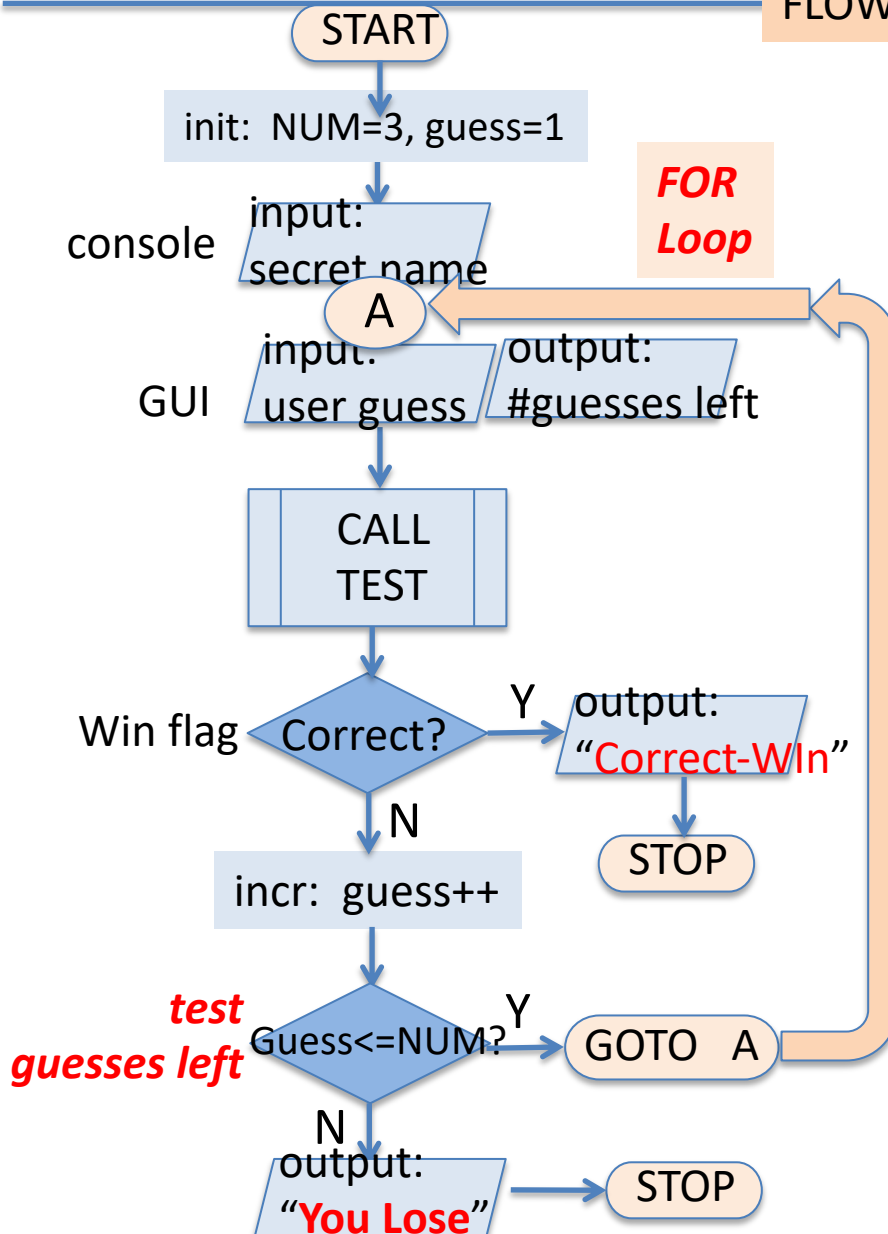 FLOW
START
init: NUM=3, guess=1
FOR
Loop
console
input:
secret name
A
GUI
input:
user guess
output:
#guesses left
CALL
TEST
Win flag
Correct?
Y
output:
“Correct-WIn”
N
STOP
incr: guess++
test
guesses left
Guess<=NUM?
Y
GOTO A
N
output:
“You Lose”
STOP